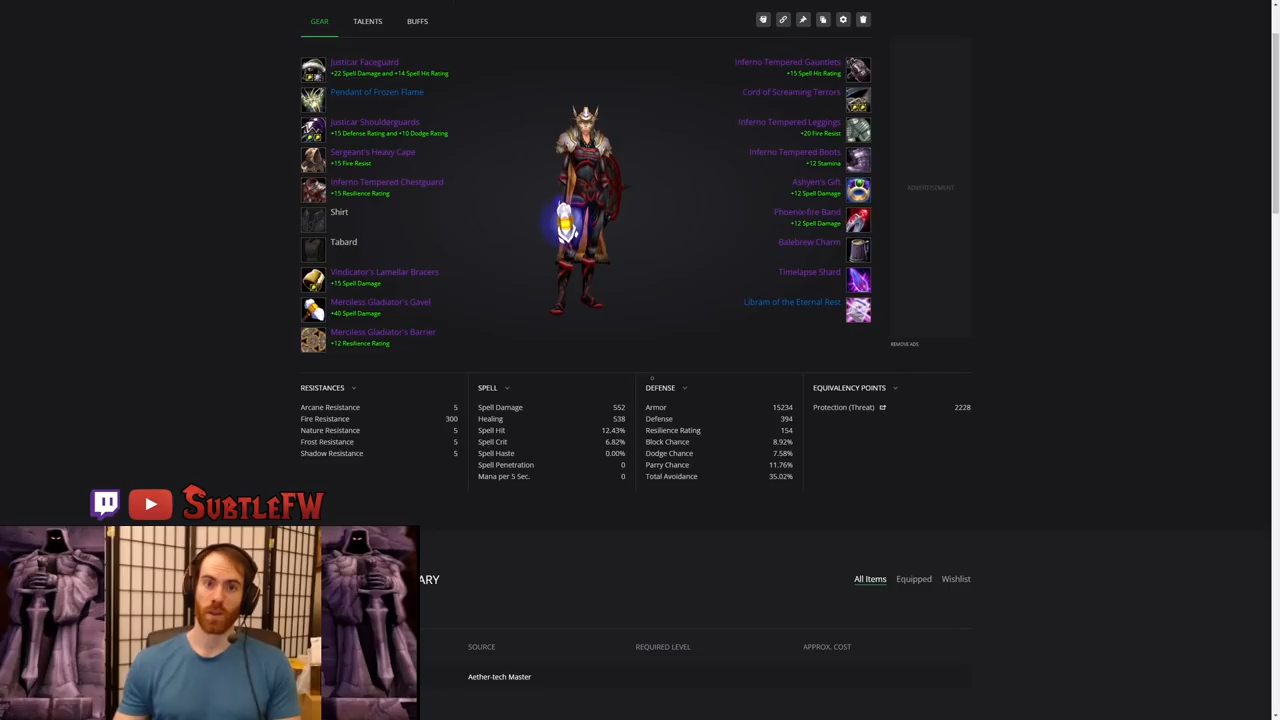 GEAR
TALENTS
BUFFS
Justicar Faceguard
+22 Spell Damage and +14 Spell Hit Rating
Pendant of Frozen Flame
Justicar Shoulderguards
+15 Defense Rating and +10 Dodge Rating
Sergeant's Heavy Cape
+15 Fire Resist
Inferno Tempered Chestguard
+15 Resilience Rating
Shirt
Tabard
Vindicator's Lamellar Bracers
+15 Spell Damage
Merciless Gladiator's Gavel
+40 Spell Damage
Merciless Gladiator's Barrier
+12 Resilience Rating
Inferno Tempered Gauntlets
+15 Spell Hit Rating
Cord of Screaming Terrors
Inferno Tempered Leggings
+20 Fire Resist
Inferno Tempered Boots
+12 Stamina
Ashyen's Gift
+12 Spell Damage
Phoenix-fire Band
+12 Spell Damage
Balebrew Charm
Timelapse Shard
Libram of the Eternal Rest
ADVERTISEMENT
REMOVE ADS
RESISTANCES
Arcane Resistance 5
Fire Resistance 300
Nature Resistance 5
Frost Resistance 5
Shadow Resistance 5
SPELL
Spell Damage 552
Healing 538
Spell Hit 12.43%
Spell Crit 6.82%
Spell Haste 0.00%
Spell Penetration 0
Mana per 5 Sec. 0
DEFENSE
Armor 15234
Defense 394
Resilience Rating 154
Block Chance 8.92%
Dodge Chance 7.58%
Parry Chance 11.76%
Total Avoidance 35.02%
EQUIVALENCY POINTS
Protection (Threat) 2228
SUBTLEFW
ARY
All Items
Equipped
Wishlist
SOURCE
REQUIRED LEVEL
APPROX. COST
Aether-tech Master